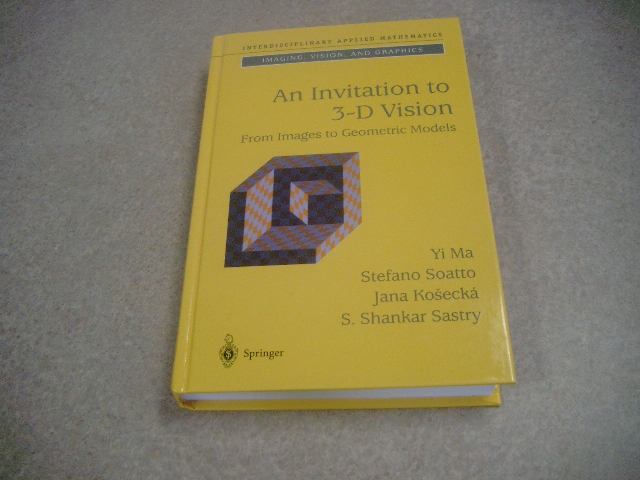 INTERDISCIPLINARY APPLIED MATHEMATICS
IMAGING, VISION, AND GRAPHICS
An Invitation to
3-D Vision
From Images to Geometric Models
Yi Ma
Stefano Soatto
Jana Košecká
S. Shankar Sastry
Springer